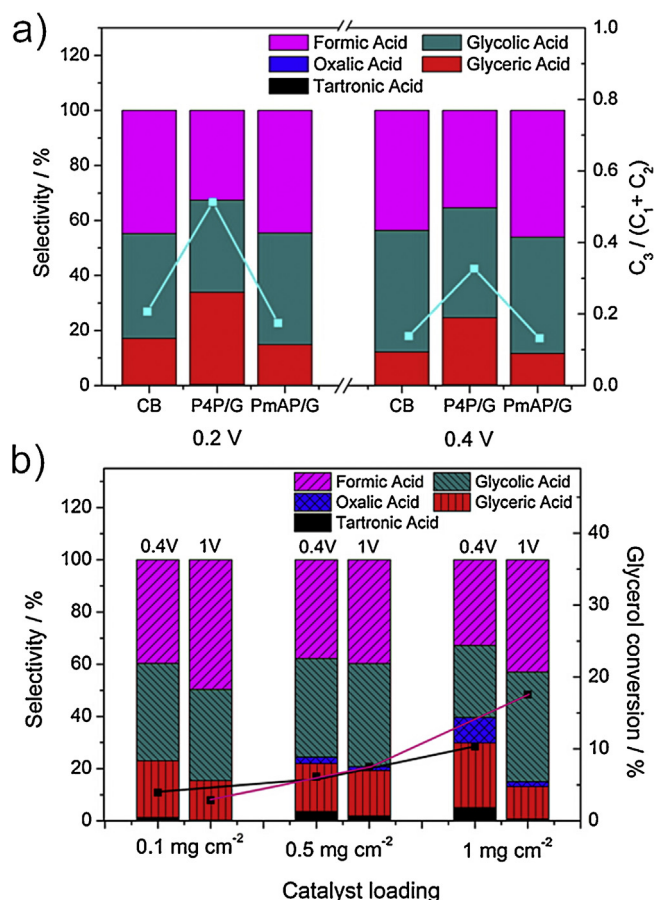 a)
Formic Acid Glycolic Acid
Oxalic Acid Glyceric Acid
Tartronic Acid
Selectivity / %
120
100
80
60
40
20
0
1.0
0.8
0.6
0.4
0.2
0.0
C₃ / (C₁ + C₂)
CB P4P/G PmAP/G CB P4P/G PmAP/G
0.2 V 0.4 V
b)
Formic Acid Glycolic Acid
Oxalic Acid Glyceric Acid
Tartronic Acid
0.4V 1V 0.4V 1V 0.4V 1V
Selectivity / %
120
100
80
60
40
20
0
40
30
20
10
0
Glycerol conversion / %
0.1 mg cm⁻² 0.5 mg cm⁻² 1 mg cm⁻²
Catalyst loading